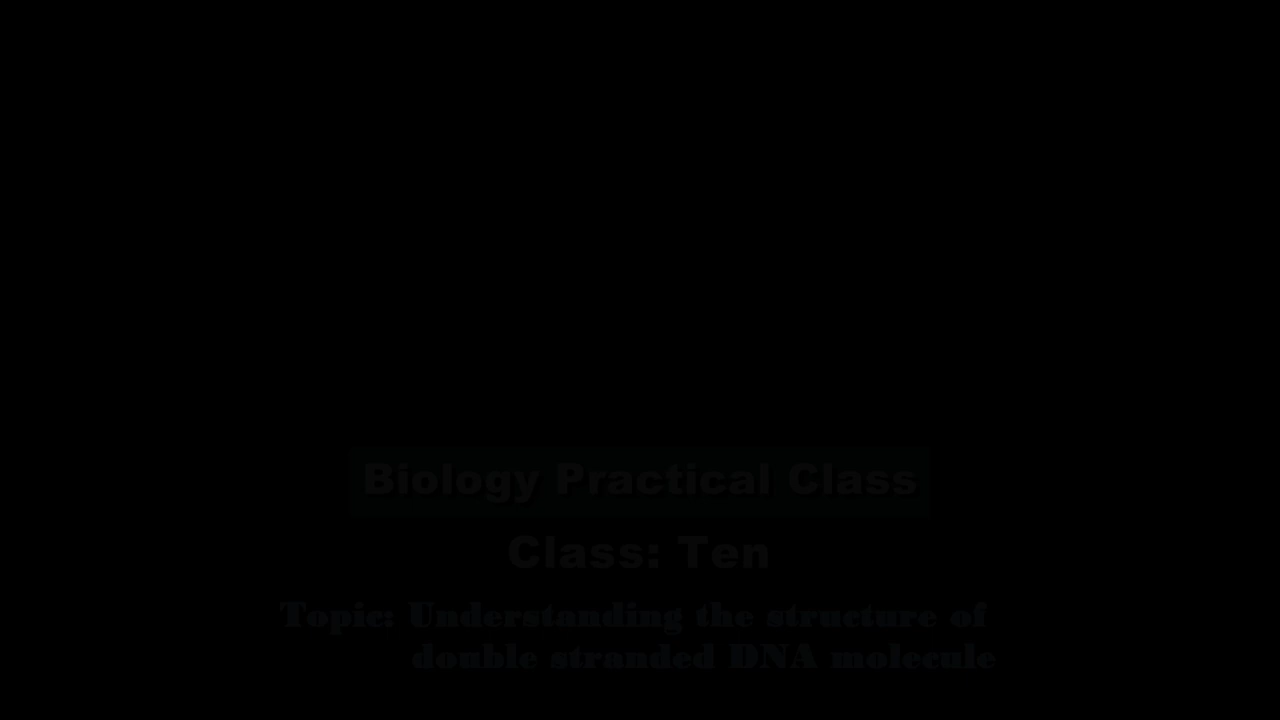 Biology Practical Class
Class: Ten
Topic: Understanding the structure of
double stranded DNA molecule